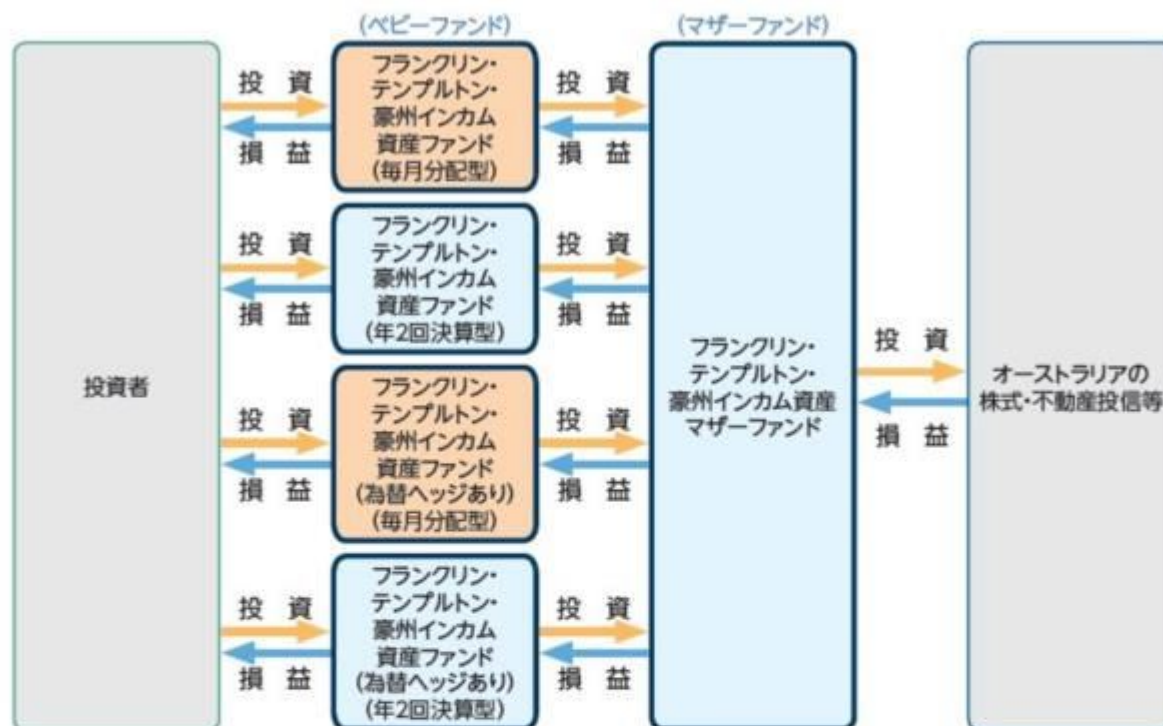 (ベビーファンド)
(マザーファンド)
投資者
投 資
損 益
フランクリン・
テンプルトン・
豪州インカム
資産ファンド
(毎月分配型)
投 資
損 益
投 資
損 益
フランクリン・
テンプルトン・
豪州インカム
資産ファンド
(年2回決算型)
投 資
損 益
投 資
損 益
フランクリン・
テンプルトン・
豪州インカム
資産ファンド
(為替ヘッジあり)
(毎月分配型)
投 資
損 益
投 資
損 益
フランクリン・
テンプルトン・
豪州インカム
資産ファンド
(為替ヘッジあり)
(年2回決算型)
投 資
損 益
フランクリン・
テンプルトン・
豪州インカム資産
マザーファンド
投 資
損 益
オーストラリアの
株式・不動産投信等